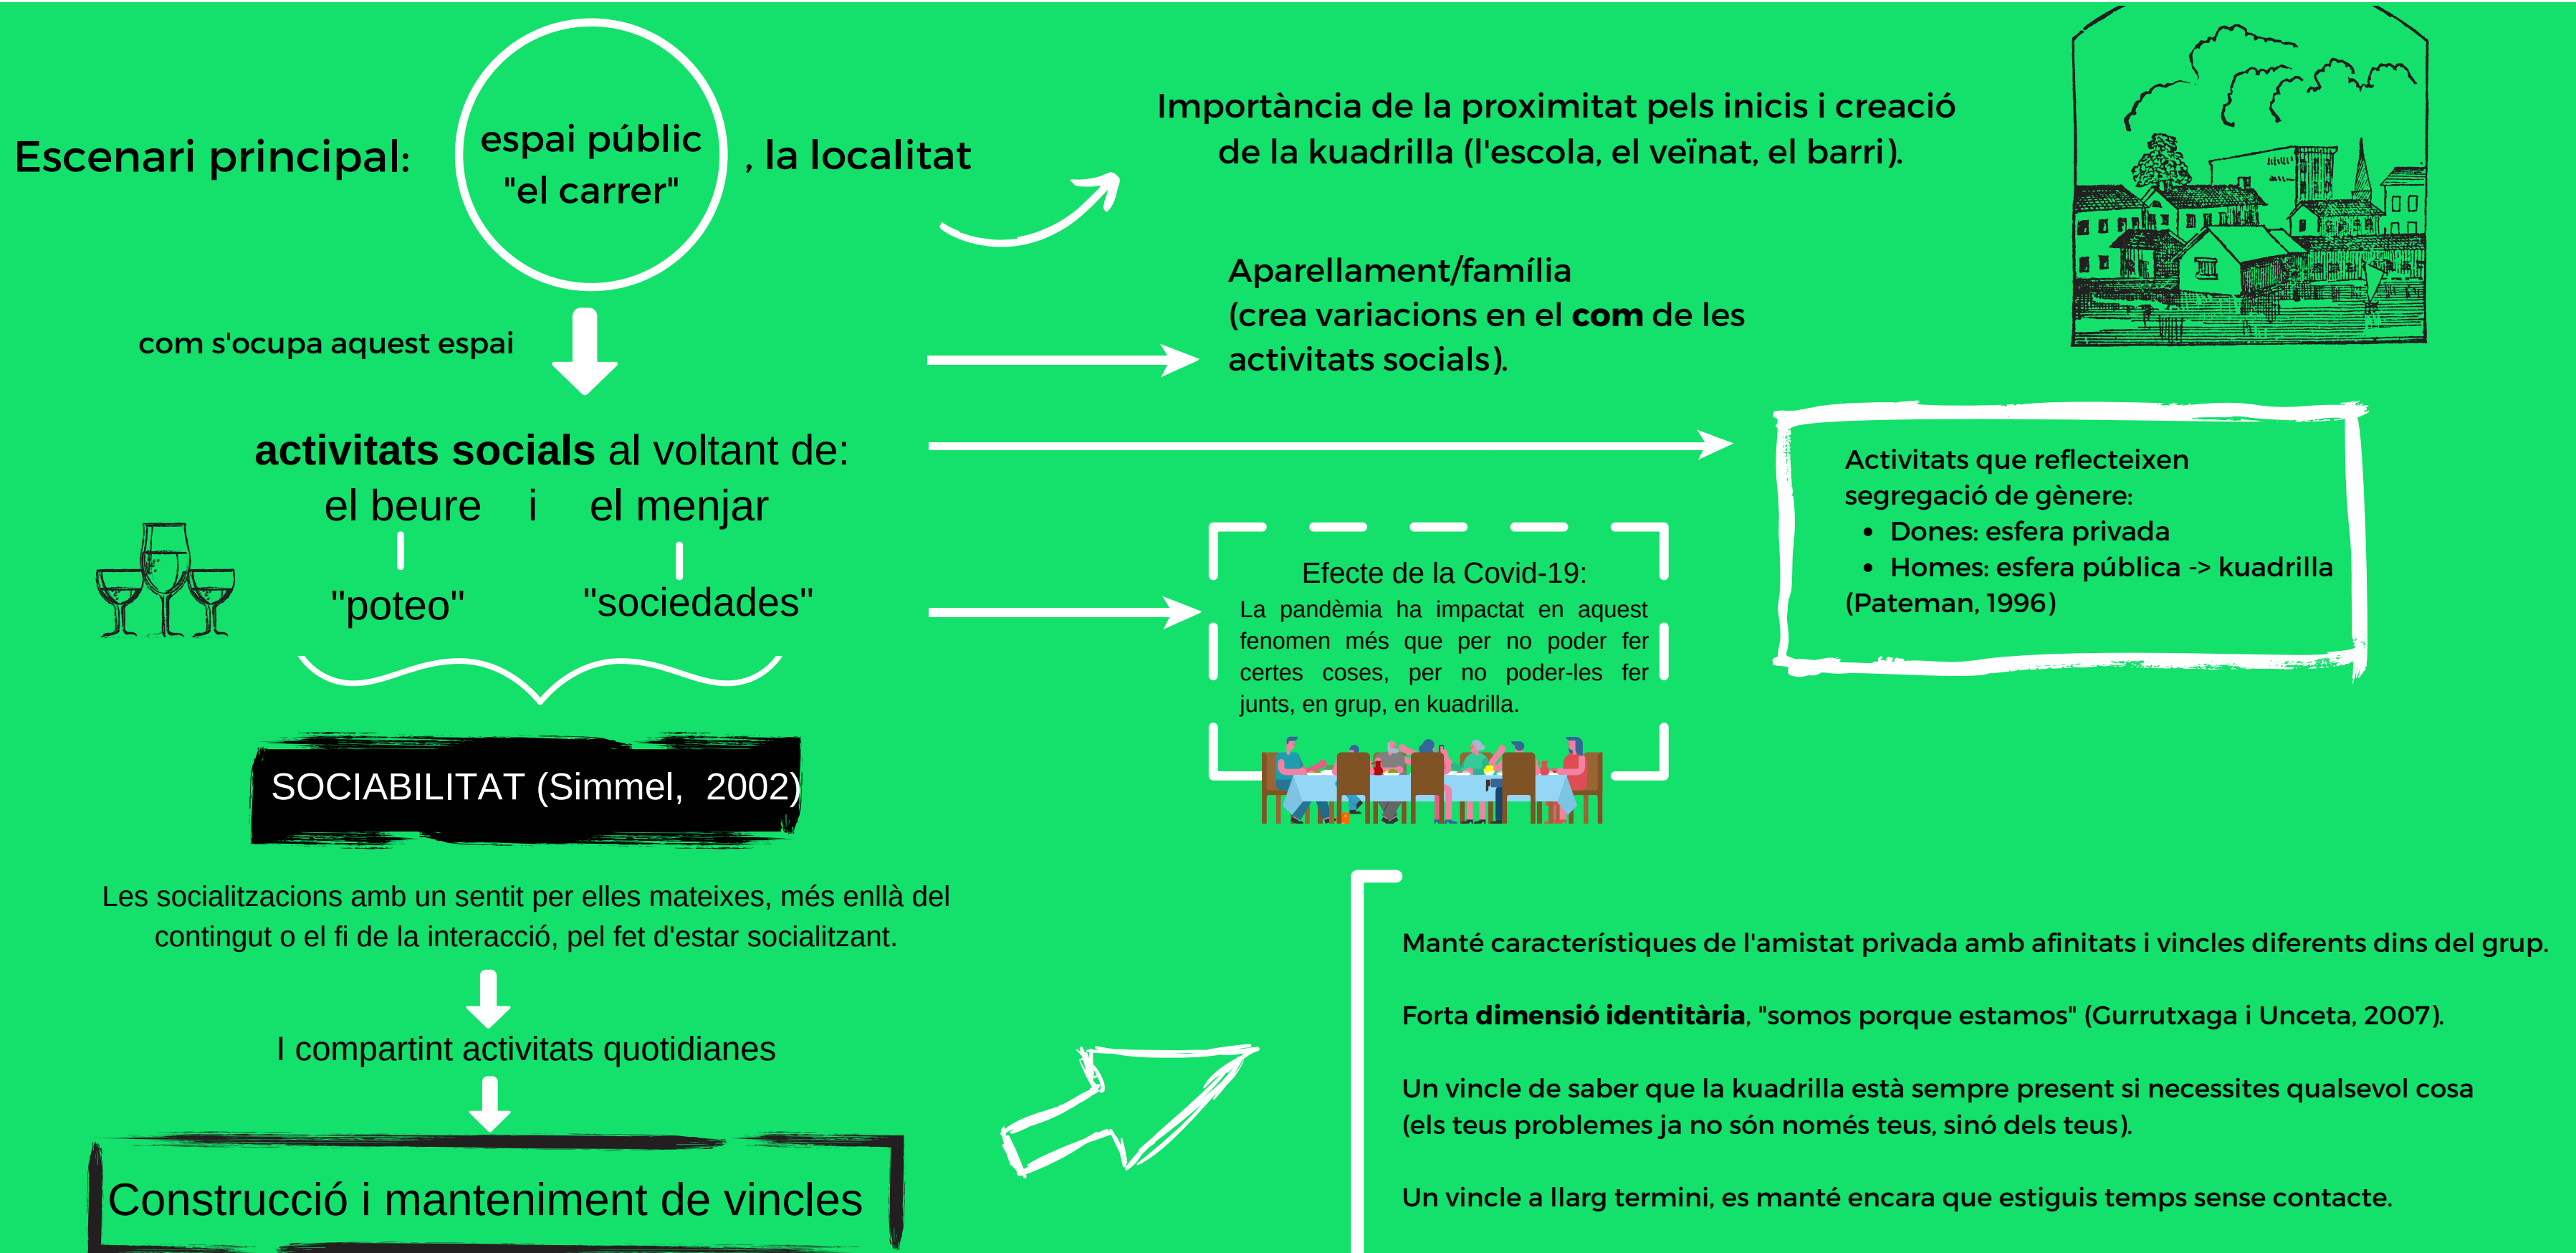 Escenari principal:
espai públic
"el carrer"
, la localitat
Importància de la proximitat pels inicis i creació
de la kuadrilla (l'escola, el veïnat, el barri).
Aparellament/família
(crea variacions en el com de les
activitats socials).
com s'ocupa aquest espai
activitats socials al voltant de:
el beure i el menjar
"poteo" "sociedades"
Activitats que reflecteixen
segregació de gènere:
• Dones: esfera privada
• Homes: esfera pública -> kuadrilla
(Pateman, 1996)
Efecte de la Covid-19:
La pandèmia ha impactat en aquest
fenomen més que per no poder fer
certes coses, per no poder-les fer
junts, en grup, en kuadrilla.
SOCIABILITAT (Simmel, 2002)
Les socialitzacions amb un sentit per elles mateixes, més enllà del
contingut o el fi de la interacció, pel fet d'estar socialitzant.
I compartint activitats quotidianes
Construcció i manteniment de vincles
Manté característiques de l'amistat privada amb afinitats i vincles diferents dins del grup.
Forta dimensió identitària, "somos porque estamos" (Gurrutxaga i Unceta, 2007).
Un vincle de saber que la kuadrilla està sempre present si necessites qualsevol cosa
(els teus problemes ja no són només teus, sinó dels teus).
Un vincle a llarg termini, es manté encara que estiguis temps sense contacte.